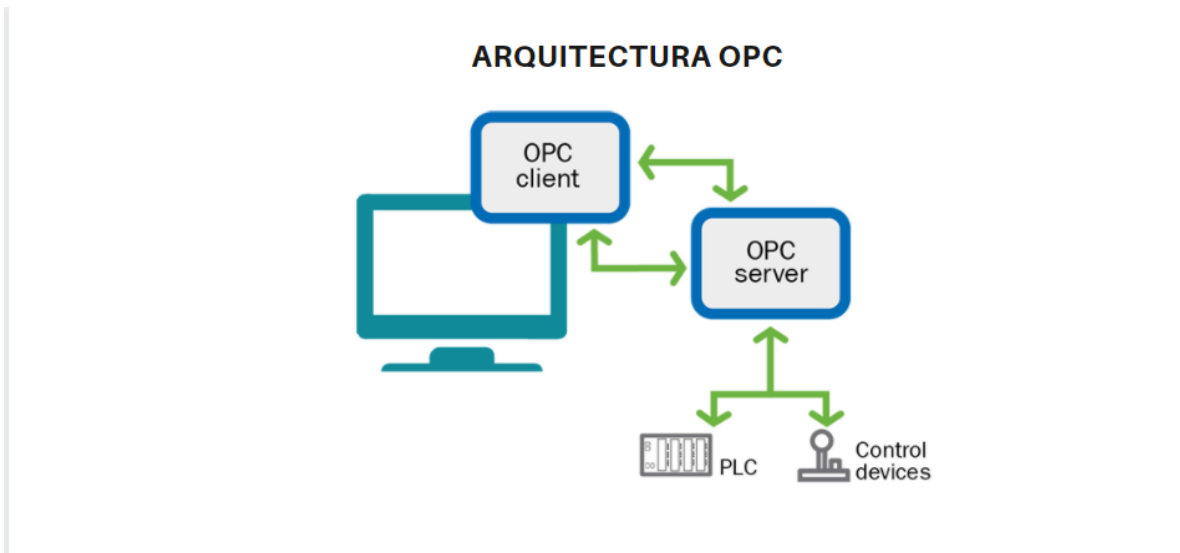 ARQUITECTURA OPC
OPC
client
OPC
server
PLC
Control
devices